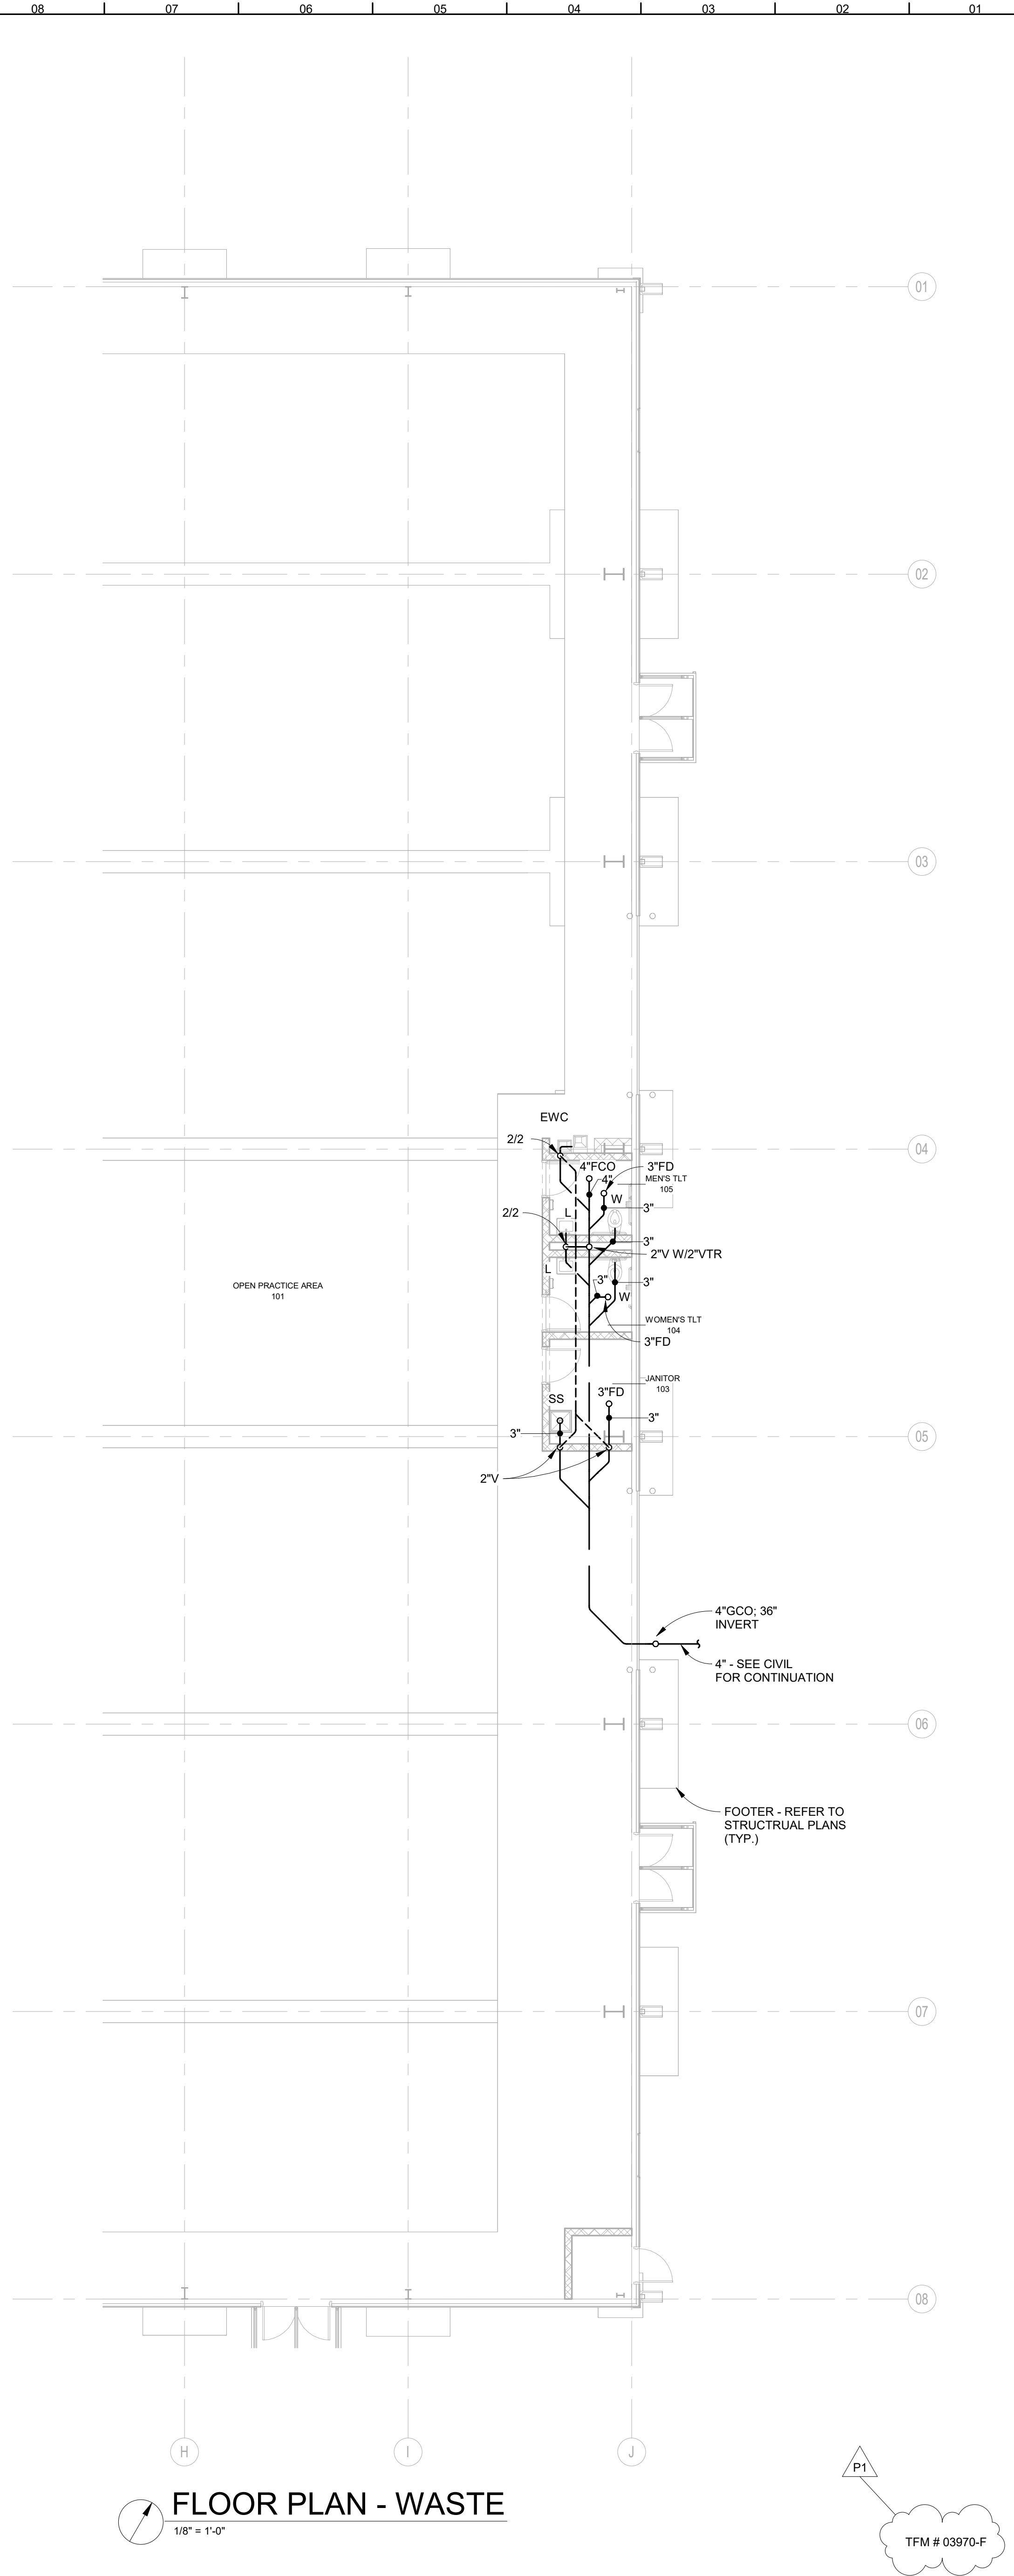 08 07 06 05 04 03 02 01
01
02
03
EWC
04
2/2
4"FCO
3"FD
4"
MEN'S TLT
105
W
L
3"
2/2
3"
2"V W/2"VTR
L
OPEN PRACTICE AREA
101
3"
3"
W
WOMEN'S TLT
104
3"FD
JANITOR
103
SS
3"FD
3"
3"
05
2"V
4"GCO; 36"
INVERT
4" - SEE CIVIL
FOR CONTINUATION
06
FOOTER - REFER TO
STRUCTRUAL PLANS
(TYP.)
07
08
H I J
P1
FLOOR PLAN - WASTE
1/8" = 1'-0"
TFM # 03970-F